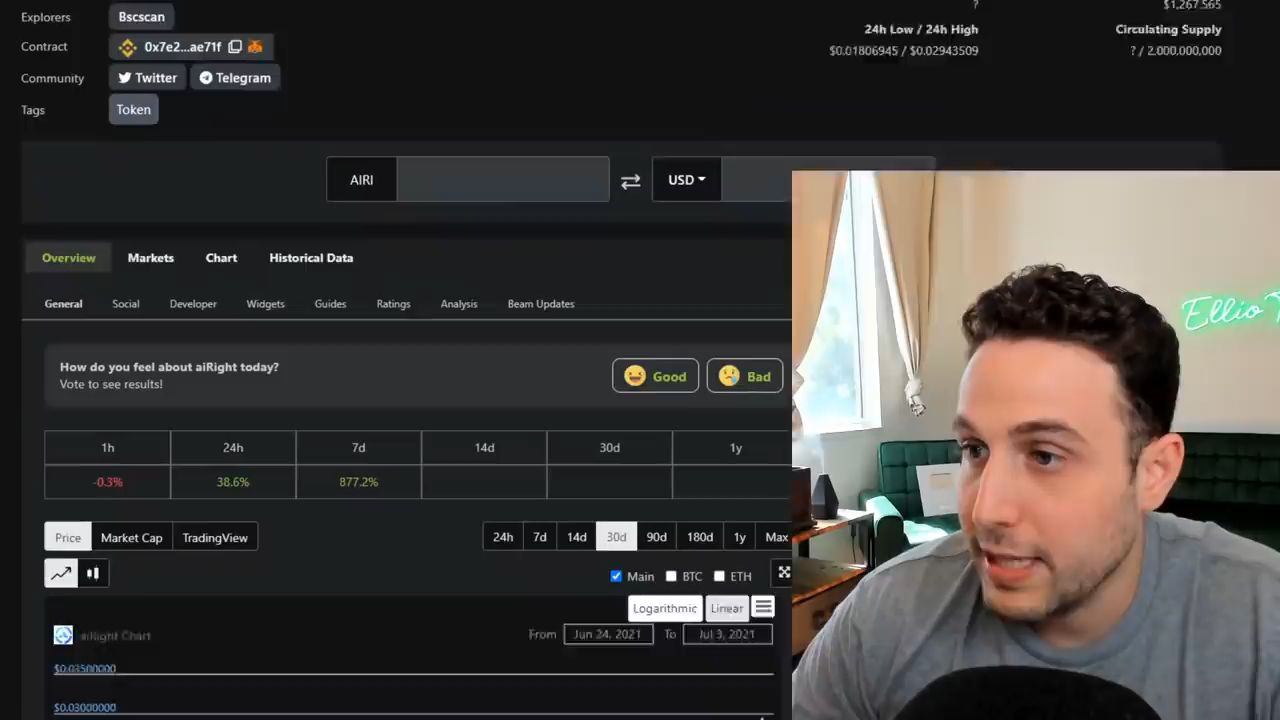 ?
$1,267,565
Explorers Bscscan
24h Low / 24h High
Circulating Supply
Contract 0x7e2...ae71f
$0.01806945 / $0.02943509
? / 2.000.000,000
Community Twitter Telegram
Tags Token
AIRI
USD
Overview Markets Chart Historical Data
General Social Developer Widgets Guides Ratings Analysis Beam Updates
Ellio T
How do you feel about aiRight today?
Vote to see results!
Good Bad
1h 24h 7d 14d 30d 1y
-0.3% 38.6% 877.2%
Price Market Cap TradingView
24h 7d 14d 30d 90d 180d 1y Max
Main BTC ETH
Logarithmic Linear
aiRight Chart
From Jun 24, 2021 To Jul 3, 2021
$0.03500000
$0.03000000